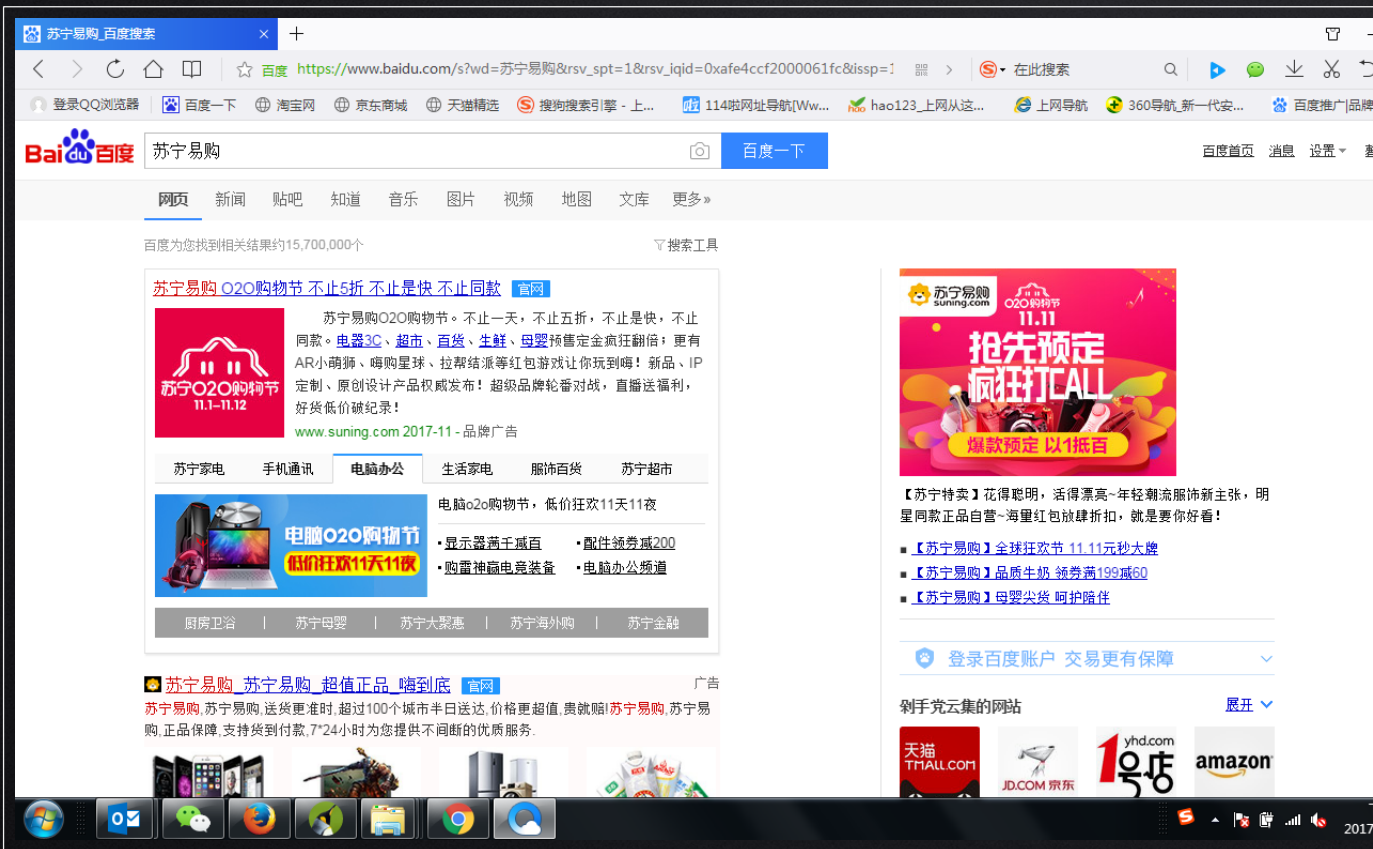 苏宁易购_百度搜索
百度 https://www.baidu.com/s?wd=苏宁易购&rsv_spt=1&rsv_iqid=0xafe4ccf2000061fc&issp=1 在此搜索
登录QQ浏览器 百度一下 淘宝网 京东商城 天猫精选 搜狗搜索引擎 - 上... 114啦网址导航[Ww... hao123_上网从这... 上网导航 360导航_新一代安... 百度推广|品牌
Bai du 百度 苏宁易购 百度一下 百度首页 消息 设置
网页 新闻 贴吧 知道 音乐 图片 视频 地图 文库 更多»
百度为您找到相关结果约15,700,000个 搜索工具
苏宁易购 O2O购物节 不止5折 不止是快 不止同款 官网
苏宁O2O购物节
11.1-11.12
苏宁易购O2O购物节。不止一天，不止五折，不止是快，不止
同款。电器3C、超市、百货、生鲜、母婴预售定金疯狂翻倍；更有
AR小萌狮、嗨购星球、拉帮结派等红包游戏让你玩到嗨！新品、IP
定制、原创设计产品权威发布！超级品牌轮番对战，直播送福利，
好货低价破纪录！
www.suning.com 2017-11 - 品牌广告
苏宁家电 手机通讯 电脑办公 生活家电 服饰百货 苏宁超市
电脑O2O购物节
低价狂欢11天11夜
电脑o2o购物节，低价狂欢11天11夜
·显示器满千减百 ·配件领券减200
·购雷神赢电竞装备 ·电脑办公频道
厨房卫浴 | 苏宁母婴 | 苏宁大聚惠 | 苏宁海外购 | 苏宁金融
苏宁易购_苏宁易购_超值正品_嗨到底 官网 广告
苏宁易购,苏宁易购,送货更准时,超过100个城市半日送达,价格更超值,贵就赔!苏宁易购,苏宁易
购,正品保障,支持货到付款,7*24小时为您提供不间断的优质服务.
苏宁易购
suning.com
O2O购物节
11.11
抢先预定
疯狂打CALL
爆款预定 以1抵百
【苏宁特卖】花得聪明，活得漂亮~年轻潮流服饰新主张，明
星同款正品自营~海量红包放肆折扣，就是要你好看！
【苏宁易购】全球狂欢节 11.11元秒大牌
【苏宁易购】品质牛奶 领券满199减60
【苏宁易购】母婴尖货 呵护陪伴
登录百度账户 交易更有保障
剁手党云集的网站 展开
天猫
TMALL.COM
JD.COM 京东
yhd.com
1号店
amazon
2017